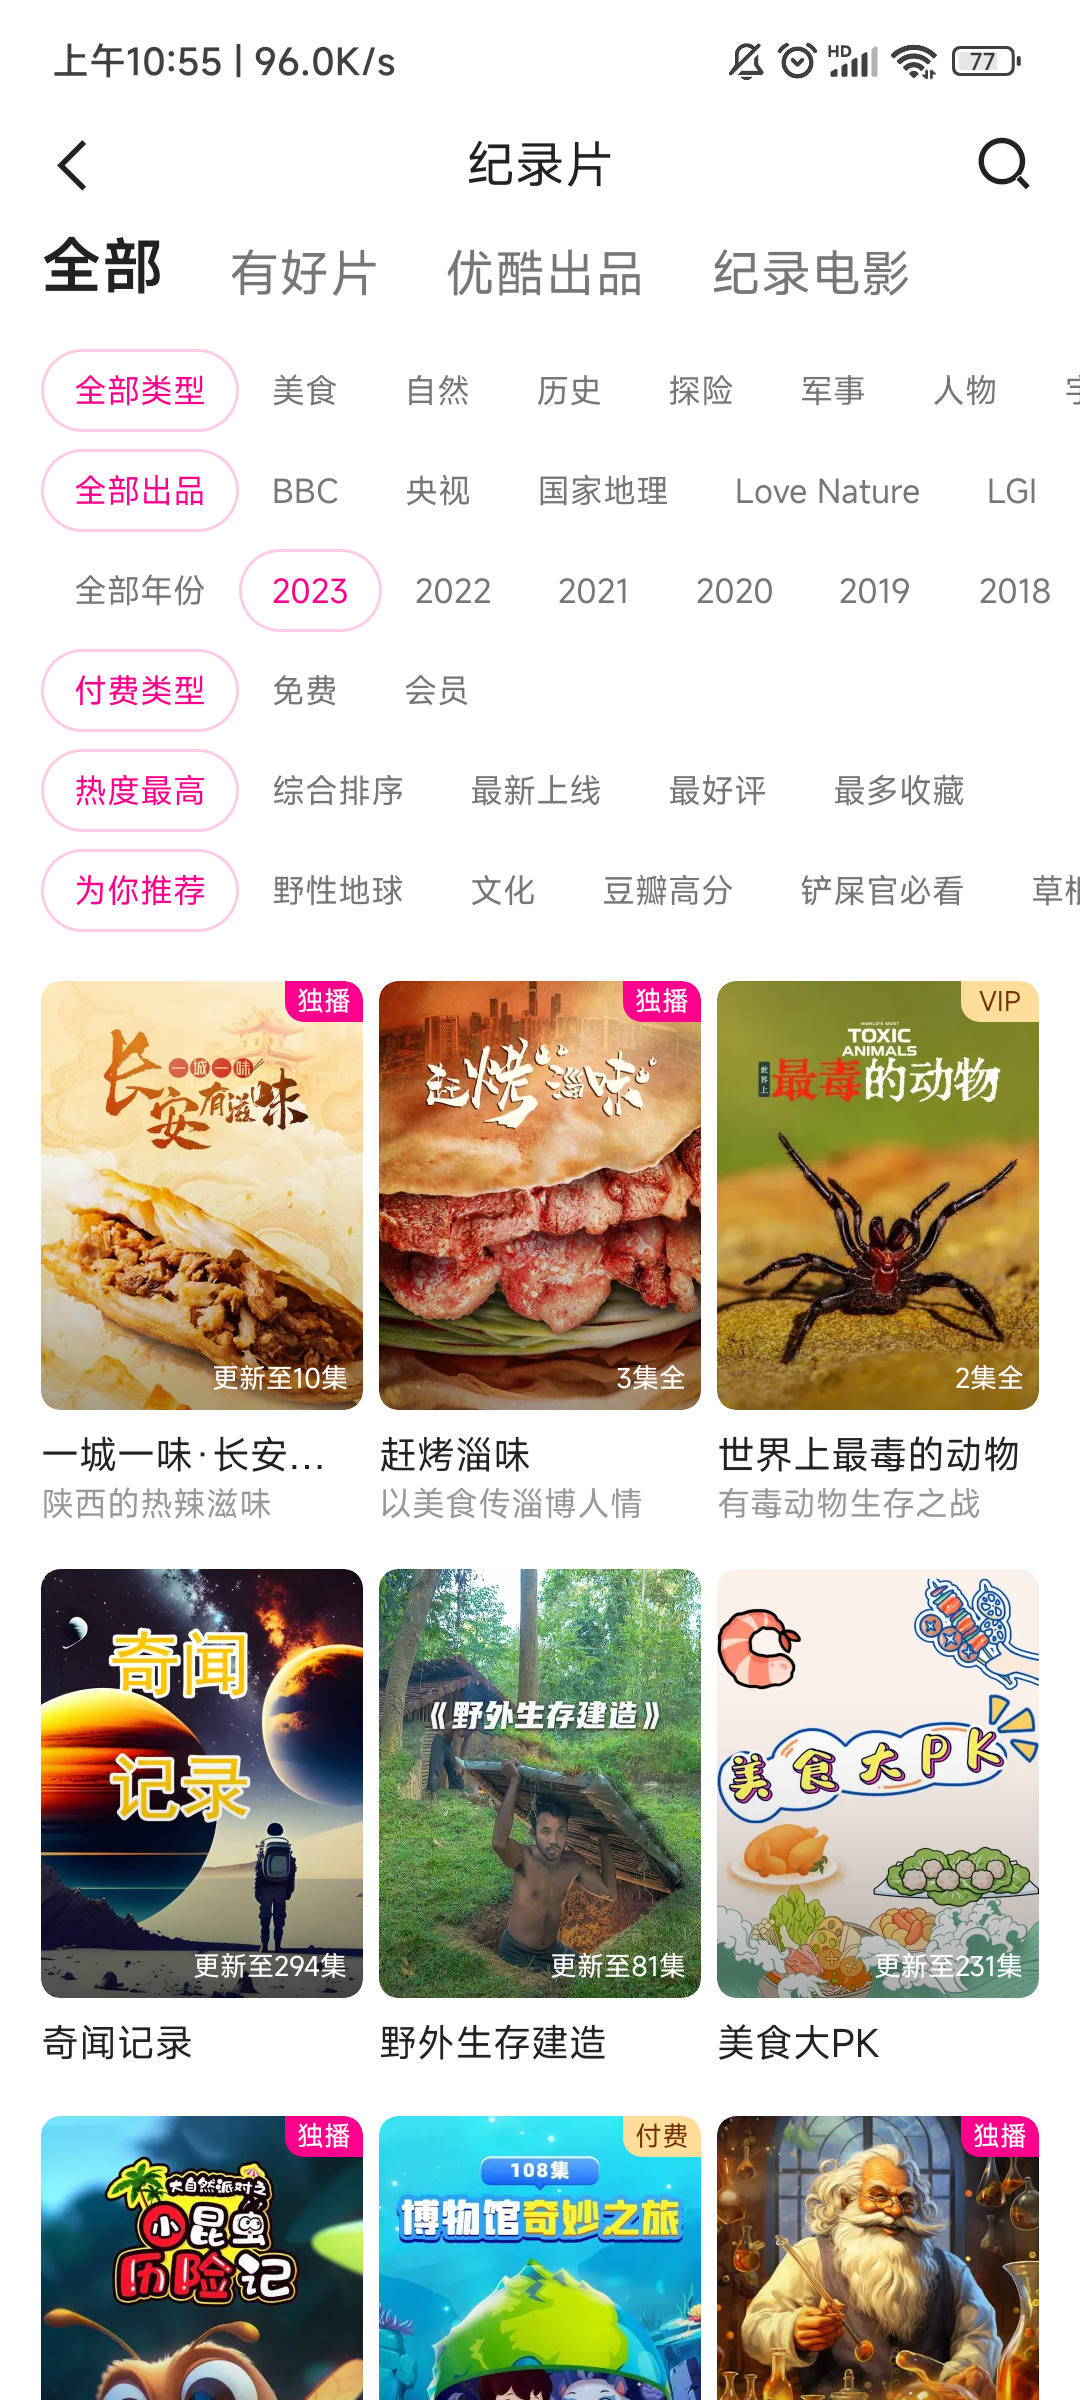 上午10:55 | 96.0K/s
HD
77
纪录片
全部 有好片 优酷出品 纪录电影
全部类型 美食 自然 历史 探险 军事 人物
全部出品 BBC 央视 国家地理 Love Nature LGI
全部年份 2023 2022 2021 2020 2019 2018
付费类型 免费 会员
热度最高 综合排序 最新上线 最好评 最多收藏
为你推荐 野性地球 文化 豆瓣高分 铲屎官必看 草根
独播
一城一味
长安有滋味
更新至10集
独播
赶烤淄味
3集全
VIP
WORLD'S MOST
TOXIC
ANIMALS
世界上最毒的动物
2集全
一城一味·长安... 赶烤淄味 世界上最毒的动物
陕西的热辣滋味 以美食传淄博人情 有毒动物生存之战
奇闻
记录
更新至294集
《野外生存建造》
更新至81集
美食大PK
更新至231集
奇闻记录 野外生存建造 美食大PK
独播
大自然派对之
小昆虫
历险记
付费
108集
博物馆奇妙之旅
独播